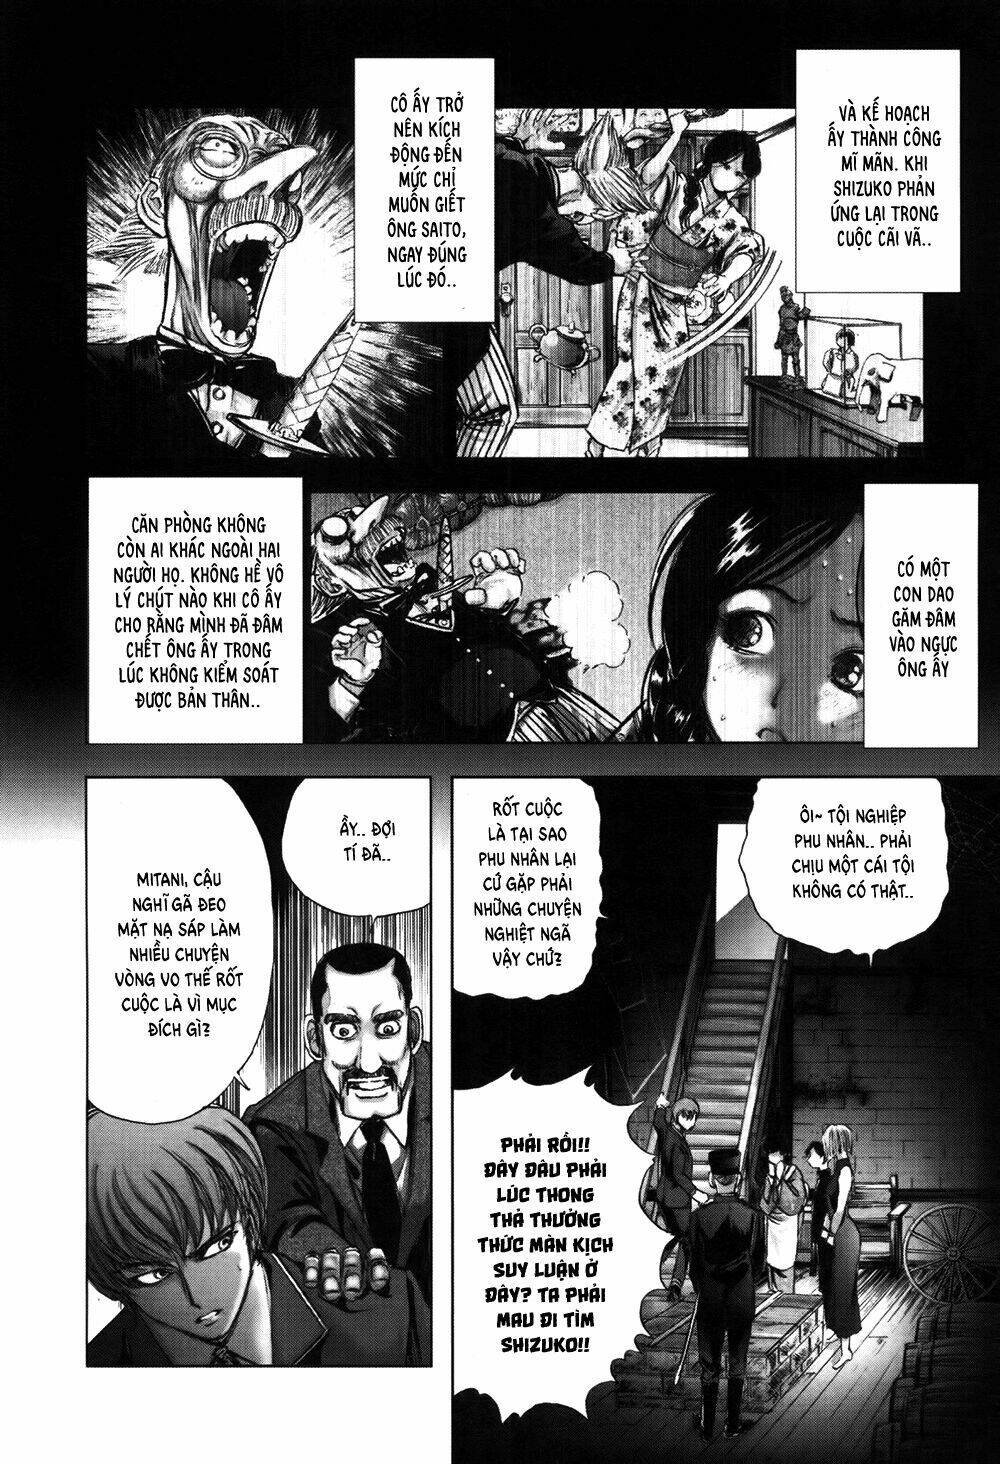 VÀ KẾ HOẠCH
ẤY THÀNH CÔNG
MĨ MÃN. KHI
SHIZUKO PHẢN
ỨNG LẠI TRONG
CUỘC CÃI VÃ..
CÔ ẤY TRỞ
NÊN KÍCH
ĐỘNG ĐẾN
MỨC CHỈ
MUỐN GIẾT
ÔNG SAITO,
NGAY ĐÚNG
LÚC ĐÓ..
CÓ MỘT
CON DAO
GĂM ĐÂM
VÀO NGỰC
ÔNG ẤY
CĂN PHÒNG KHÔNG
CÒN AI KHÁC NGOÀI HAI
NGƯỜI HỌ. KHÔNG HỀ VÔ
LÝ CHÚT NÀO KHI CÔ ẤY
CHO RẰNG MÌNH ĐÃ ĐÂM
CHẾT ÔNG ẤY TRONG
LÚC KHÔNG KIỂM SOÁT
ĐƯỢC BẢN THÂN..
ÔI~ TỘI NGHIỆP
PHU NHÂN.. PHẢI
CHỊU MỘT CÁI TỘI
KHÔNG CÓ THẬT..
RỐT CUỘC
LÀ TẠI SAO
PHU NHÂN LẠI
CỨ GẶP PHẢI
NHỮNG CHUYỆN
NGHIỆT NGÃ
VẬY CHỨ?
PHẢI RỒI!!
ĐÂY ĐÂU PHẢI
LÚC THONG
THẢ THƯỞNG
THỨC MÀN KỊCH
SUY LUẬN Ở
ĐÂY? TA PHẢI
MAU ĐI TÌM
SHIZUKO!!
ẦY.. ĐỢI
TÍ ĐÃ..
MITANI, CẬU
NGHĨ GÃ ĐEO
MẶT NẠ SÁP LÀM
NHIỀU CHUYỆN
VÒNG VO THẾ RỐT
CUỘC LÀ VÌ MỤC
ĐÍCH GÌ?